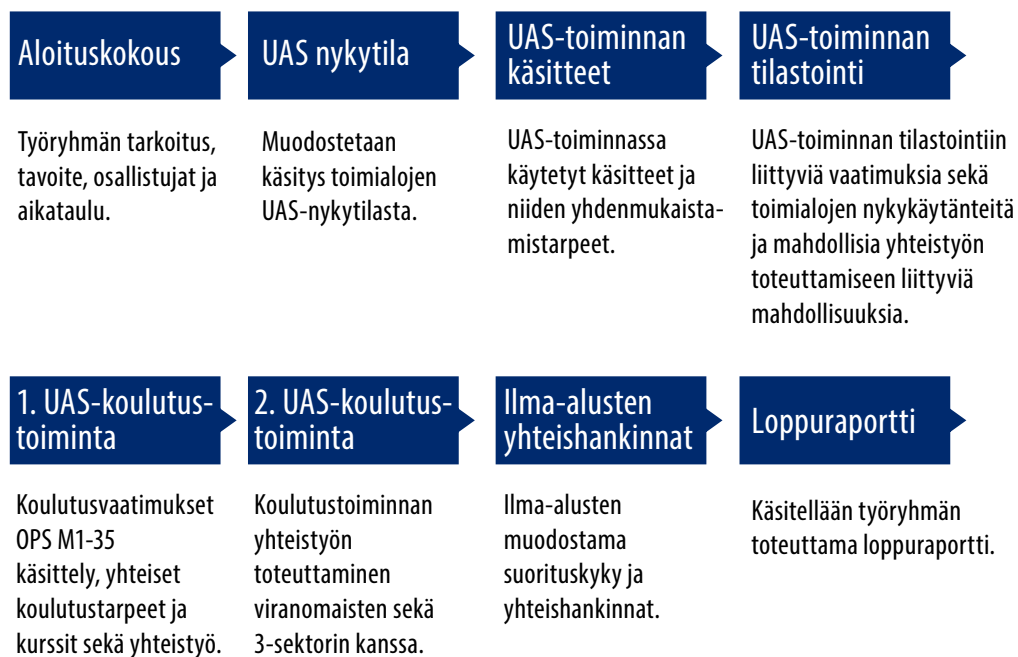 Aloituskokous
Työryhmän tarkoitus,
tavoite, osallistujat ja
aikataulu.
UAS nykytila
Muodostetaan
käsitys toimialojen
UAS-nykytilasta.
UAS-toiminnan
käsitteet
UAS-toiminnassa
käytetyt käsitteet ja
niiden yhdenmukaista-
mistarpeet.
UAS-toiminnan
tilastointi
UAS-toiminnan tilastointiin
liittyviä vaatimuksia sekä
toimialojen nykykäytänteitä
ja mahdollisia yhteistyön
toteuttamiseen liittyviä
mahdollisuuksia.
1. UAS-koulutus-
toiminta
Koulutusvaatimukset
OPS M1-35
käsittely, yhteiset
koulutustarpeet ja
kurssit sekä yhteistyö.
2. UAS-koulutus-
toiminta
Koulutustoiminnan
yhteistyön
toteuttaminen
viranomaisten sekä
3-sektorin kanssa.
Ilma-alusten
yhteishankinnat
Ilma-alusten
muodostama
suorituskyky ja
yhteishankinnat.
Loppuraportti
Käsitellään työryhmän
toteuttama loppuraportti.